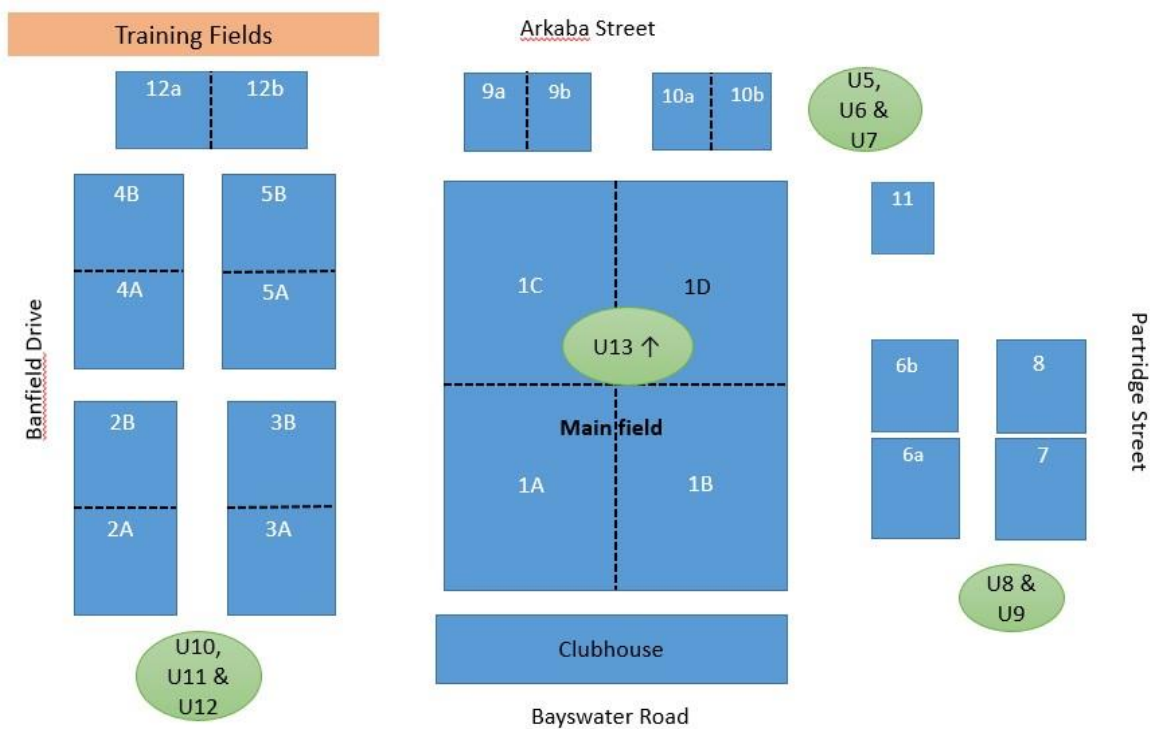 Training Fields
Arkaba Street
12a 12b
9a 9b
10a 10b
U5,
U6 &
U7
4B 5B
4A 5A
11
1C 1D
U13 ↑
Banfield Drive
Partridge Street
6b 8
6a 7
2B 3B
2A 3A
Main field
1A 1B
U8 &
U9
U10,
U11 &
U12
Clubhouse
Bayswater Road